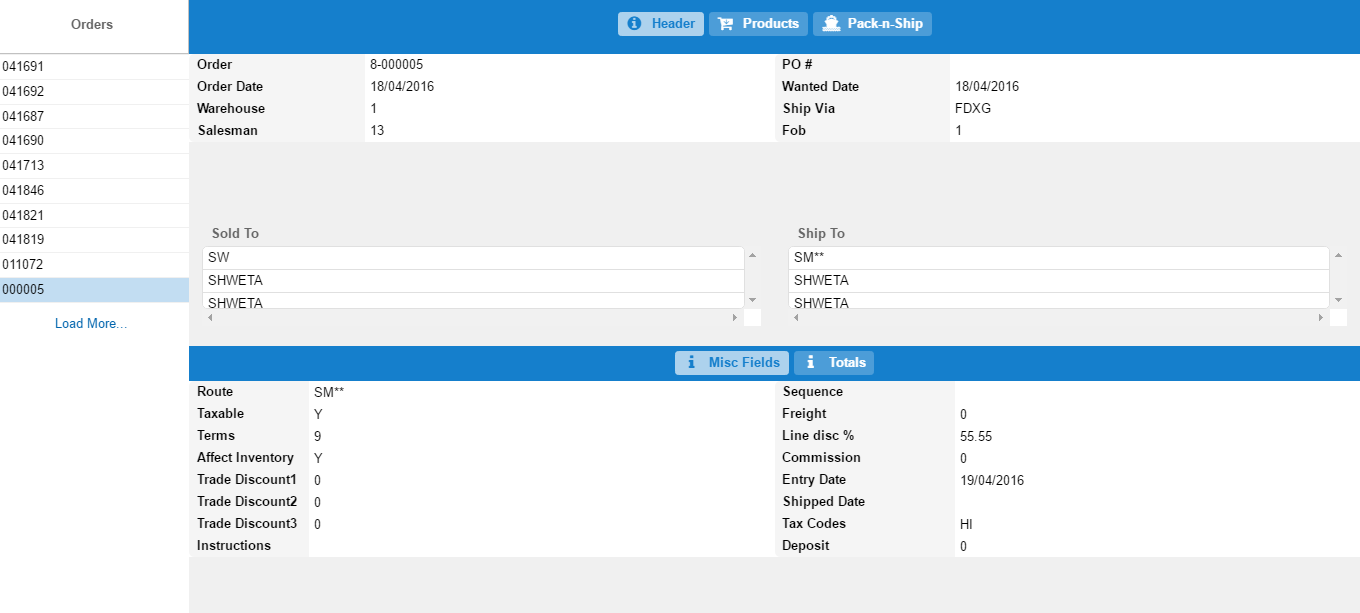 Orders
041691
041692
041687
041690
041713
041846
041821
041819
011072
000005
Load More...
Header Products Pack-n-Ship
Order 8-000005 PO #
Order Date 18/04/2016 Wanted Date 18/04/2016
Warehouse 1 Ship Via FDXG
Salesman 13 Fob 1
Sold To
SW
SHWETA
SHWETA
Ship To
SM**
SHWETA
SHWETA
Misc Fields Totals
Route SM** Sequence
Taxable Y Freight 0
Terms 9 Line disc % 55.55
Affect Inventory Y Commission 0
Trade Discount1 0 Entry Date 19/04/2016
Trade Discount2 0 Shipped Date
Trade Discount3 0 Tax Codes HI
Instructions Deposit 0